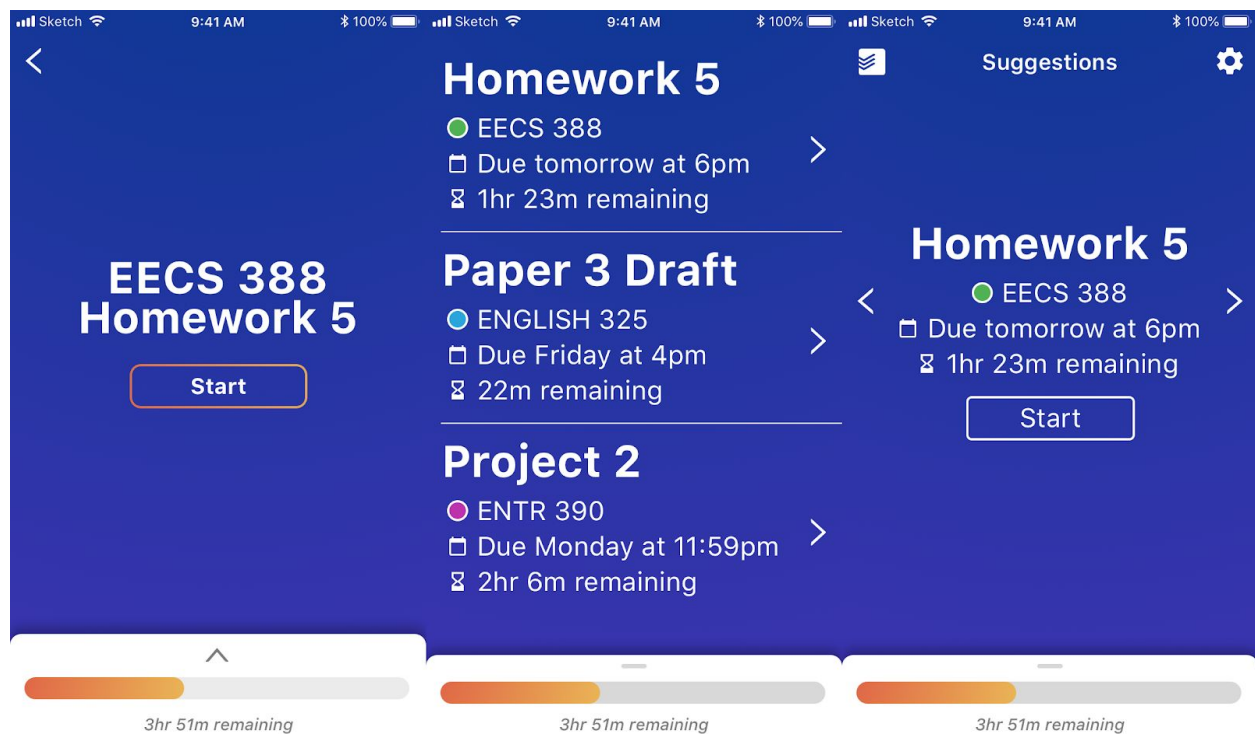 Sketch 9:41 AM 100%
EECS 388
Homework 5
Start
3hr 51m remaining
Sketch 9:41 AM 100%
Homework 5
EECS 388
Due tomorrow at 6pm
1hr 23m remaining
Paper 3 Draft
ENGLISH 325
Due Friday at 4pm
22m remaining
Project 2
ENTR 390
Due Monday at 11:59pm
2hr 6m remaining
3hr 51m remaining
Sketch 9:41 AM 100%
Suggestions
Homework 5
EECS 388
Due tomorrow at 6pm
1hr 23m remaining
Start
3hr 51m remaining